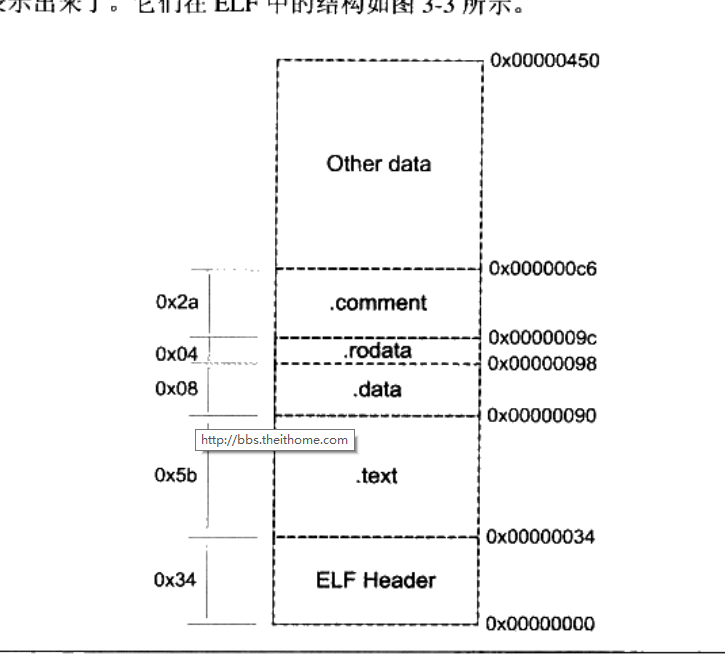 示出来了。它们在 ELF 中的结构如图 3-3 所示。
0x00000450
Other data
0x000000c6
0x2a
.comment
0x0000009c
0x04
.rodata
0x00000098
0x08
.data
0x00000090
http://bbs.theithome.com
0x5b
.text
0x00000034
0x34
ELF Header
0x00000000